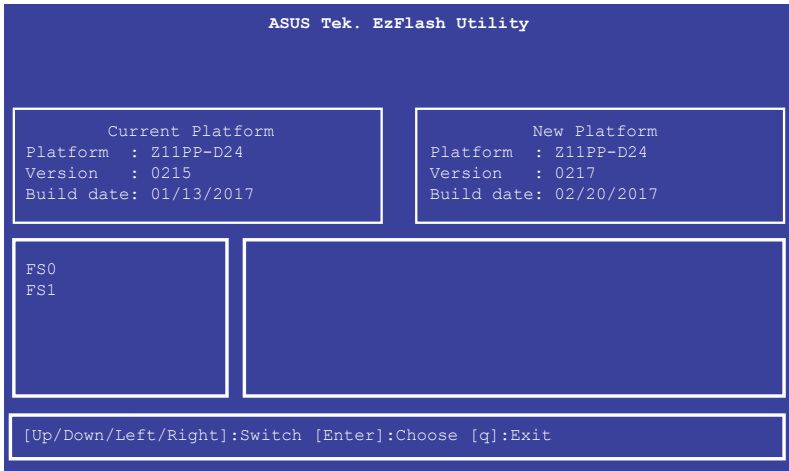 ASUS Tek. EzFlash Utility
Current Platform
Platform : Z11PP-D24
Version : 0215
Build date: 01/13/2017
New Platform
Platform : Z11PP-D24
Version : 0217
Build date: 02/20/2017
FS0
FS1
[Up/Down/Left/Right]:Switch [Enter]:Choose [q]:Exit